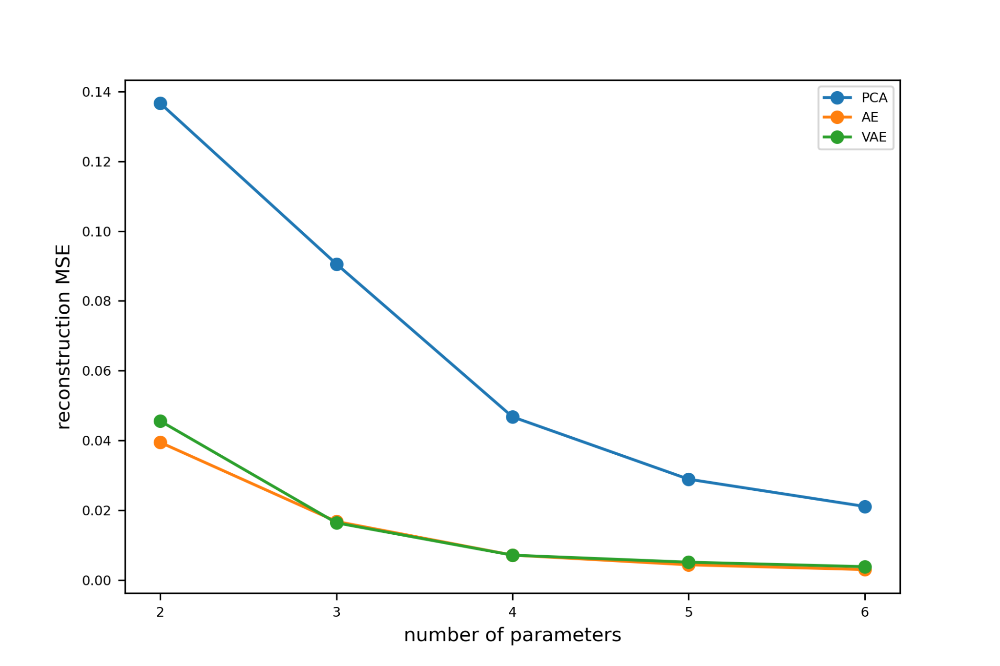 0.14
0.12
0.10
0.08
0.06
0.04
0.02
0.00
reconstruction MSE
2 3 4 5 6
number of parameters
PCA
AE
VAE